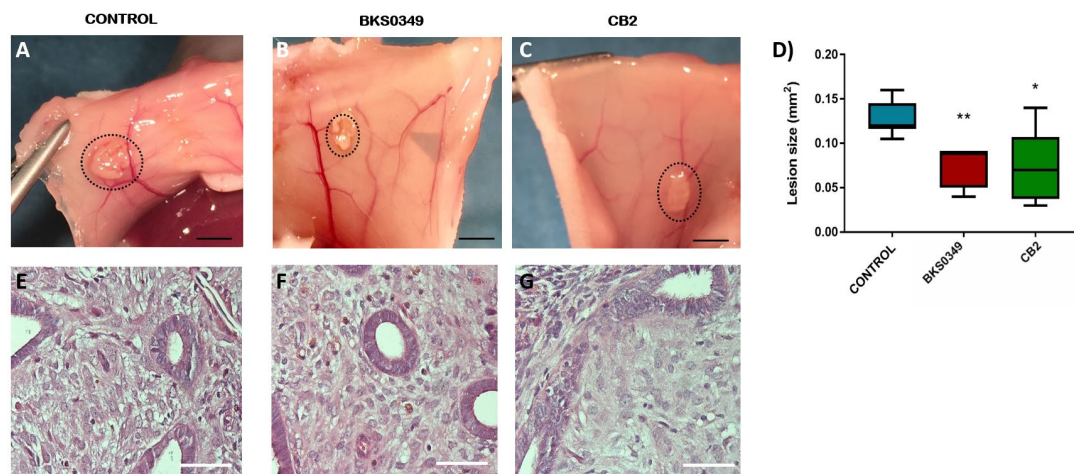 CONTROL
BKS0349
CB2
A
B
C
D)
Lesion size (mm²)
0.20
0.15
0.10
0.05
0.00
**
*
CONTROL
BKS0349
CB2
E
F
G